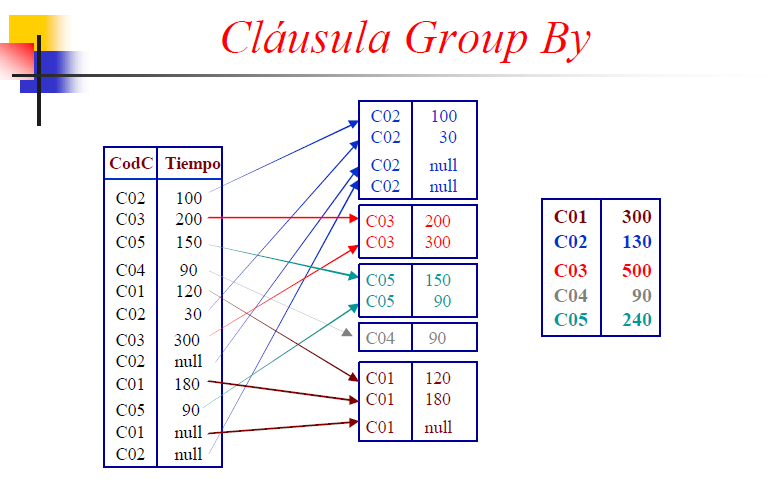 Cláusula Group By
CodC Tiempo
C02 100
C03 200
C05 150
C04 90
C01 120
C02 30
C03 300
C02 null
C01 180
C05 90
C01 null
C02 null
C02 100
C02 30
C02 null
C02 null
C03 200
C03 300
C05 150
C05 90
C04 90
C01 120
C01 180
C01 null
C01 300
C02 130
C03 500
C04 90
C05 240